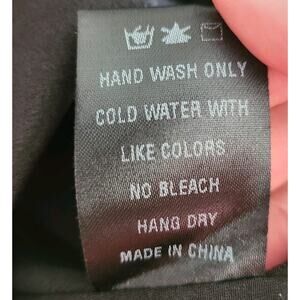 HAND WASH ONLY
COLD WATER WITH
LIKE COLORS
NO BLEACH
HANG DRY
MADE IN CHINA